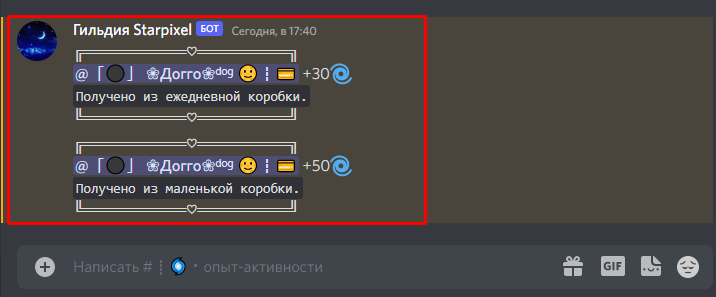 Гильдия Starpixel БОТ Сегодня, в 17:40
╔════════════♡════════════╗
@「⚫」 ❀Догго❀ᵈᵒᵍ 🙂 ┊ 💳 +30🌀
Получено из ежедневной коробки.
╚════════════♡════════════╝
╔════════════♡════════════╗
@「⚫」 ❀Догго❀ᵈᵒᵍ 🙂 ┊ 💳 +50🌀
Получено из маленькой коробки.
╚════════════♡════════════╝
Написать #┊🧿・опыт-активности GIF